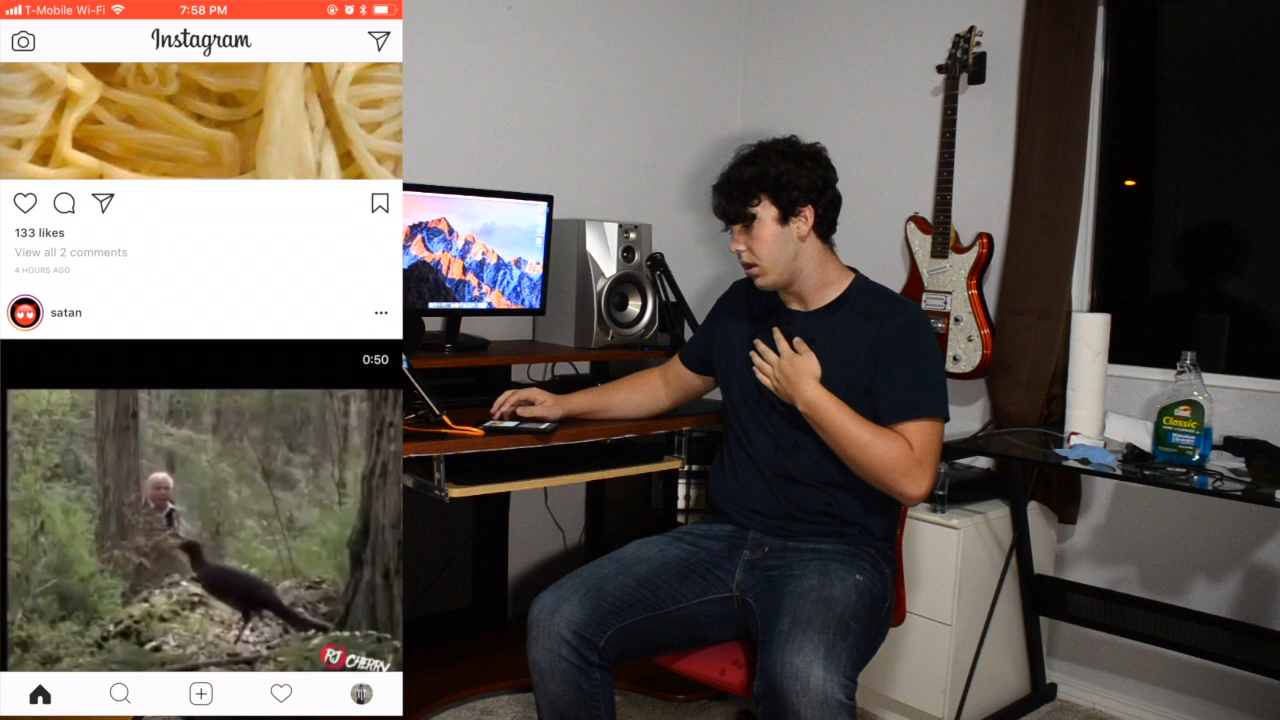 T-Mobile Wi-Fi
7:58 PM
Instagram
133 likes
View all 2 comments
4 HOURS AGO
satan
0:50
RJ CHERRY
Classic